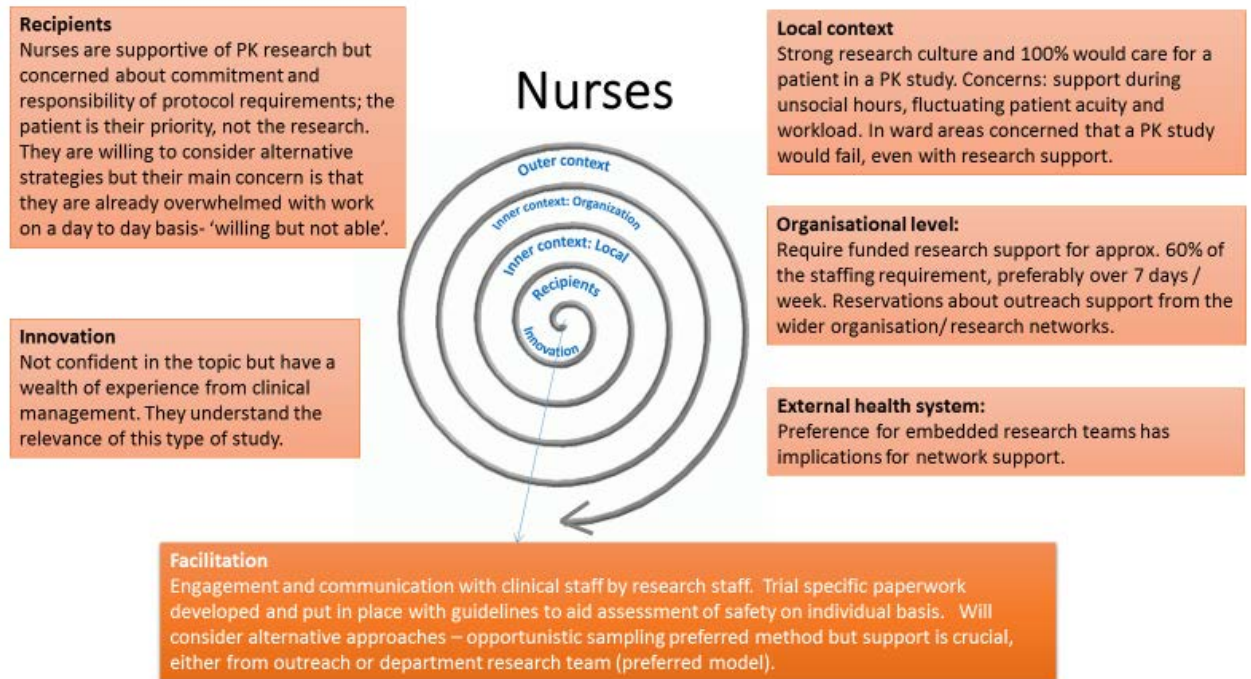 Recipients
Nurses are supportive of PK research but
concerned about commitment and
responsibility of protocol requirements; the
patient is their priority, not the research.
They are willing to consider alternative
strategies but their main concern is that
they are already overwhelmed with work
on a day to day basis- ‘willing but not able’.
Innovation
Not confident in the topic but have a
wealth of experience from clinical
management. They understand the
relevance of this type of study.
Nurses
Outer context
Inner context: Organization
Inner context: Local
Recipients
Innovation
Local context
Strong research culture and 100% would care for a
patient in a PK study. Concerns: support during
unsocial hours, fluctuating patient acuity and
workload. In ward areas concerned that a PK study
would fail, even with research support.
Organisational level:
Require funded research support for approx. 60% of
the staffing requirement, preferably over 7 days /
week. Reservations about outreach support from the
wider organisation/ research networks.
External health system:
Preference for embedded research teams has
implications for network support.
Facilitation
Engagement and communication with clinical staff by research staff.  Trial specific paperwork
developed and put in place with guidelines to aid assessment of safety on individual basis.   Will
consider alternative approaches – opportunistic sampling preferred method but support is crucial,
either from outreach or department research team (preferred model).